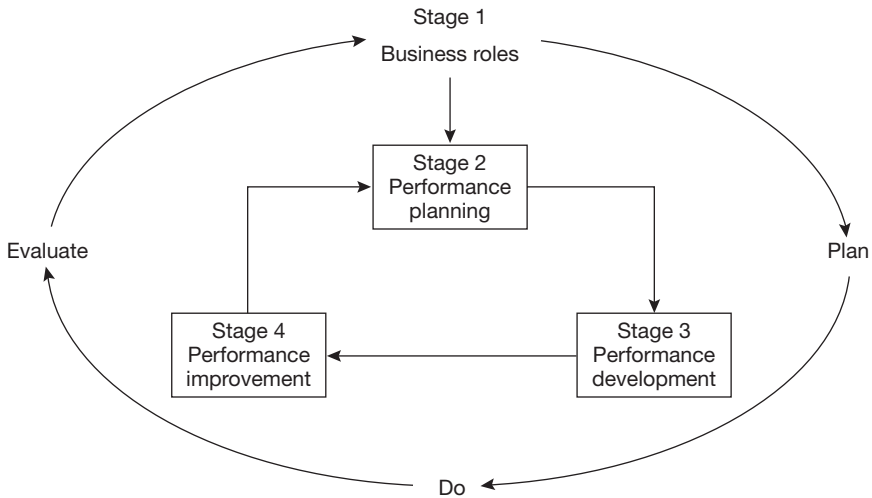 Stage 1
Business roles
Stage 2
Performance
planning
Evaluate
Plan
Stage 4
Performance
improvement
Stage 3
Performance
development
Do